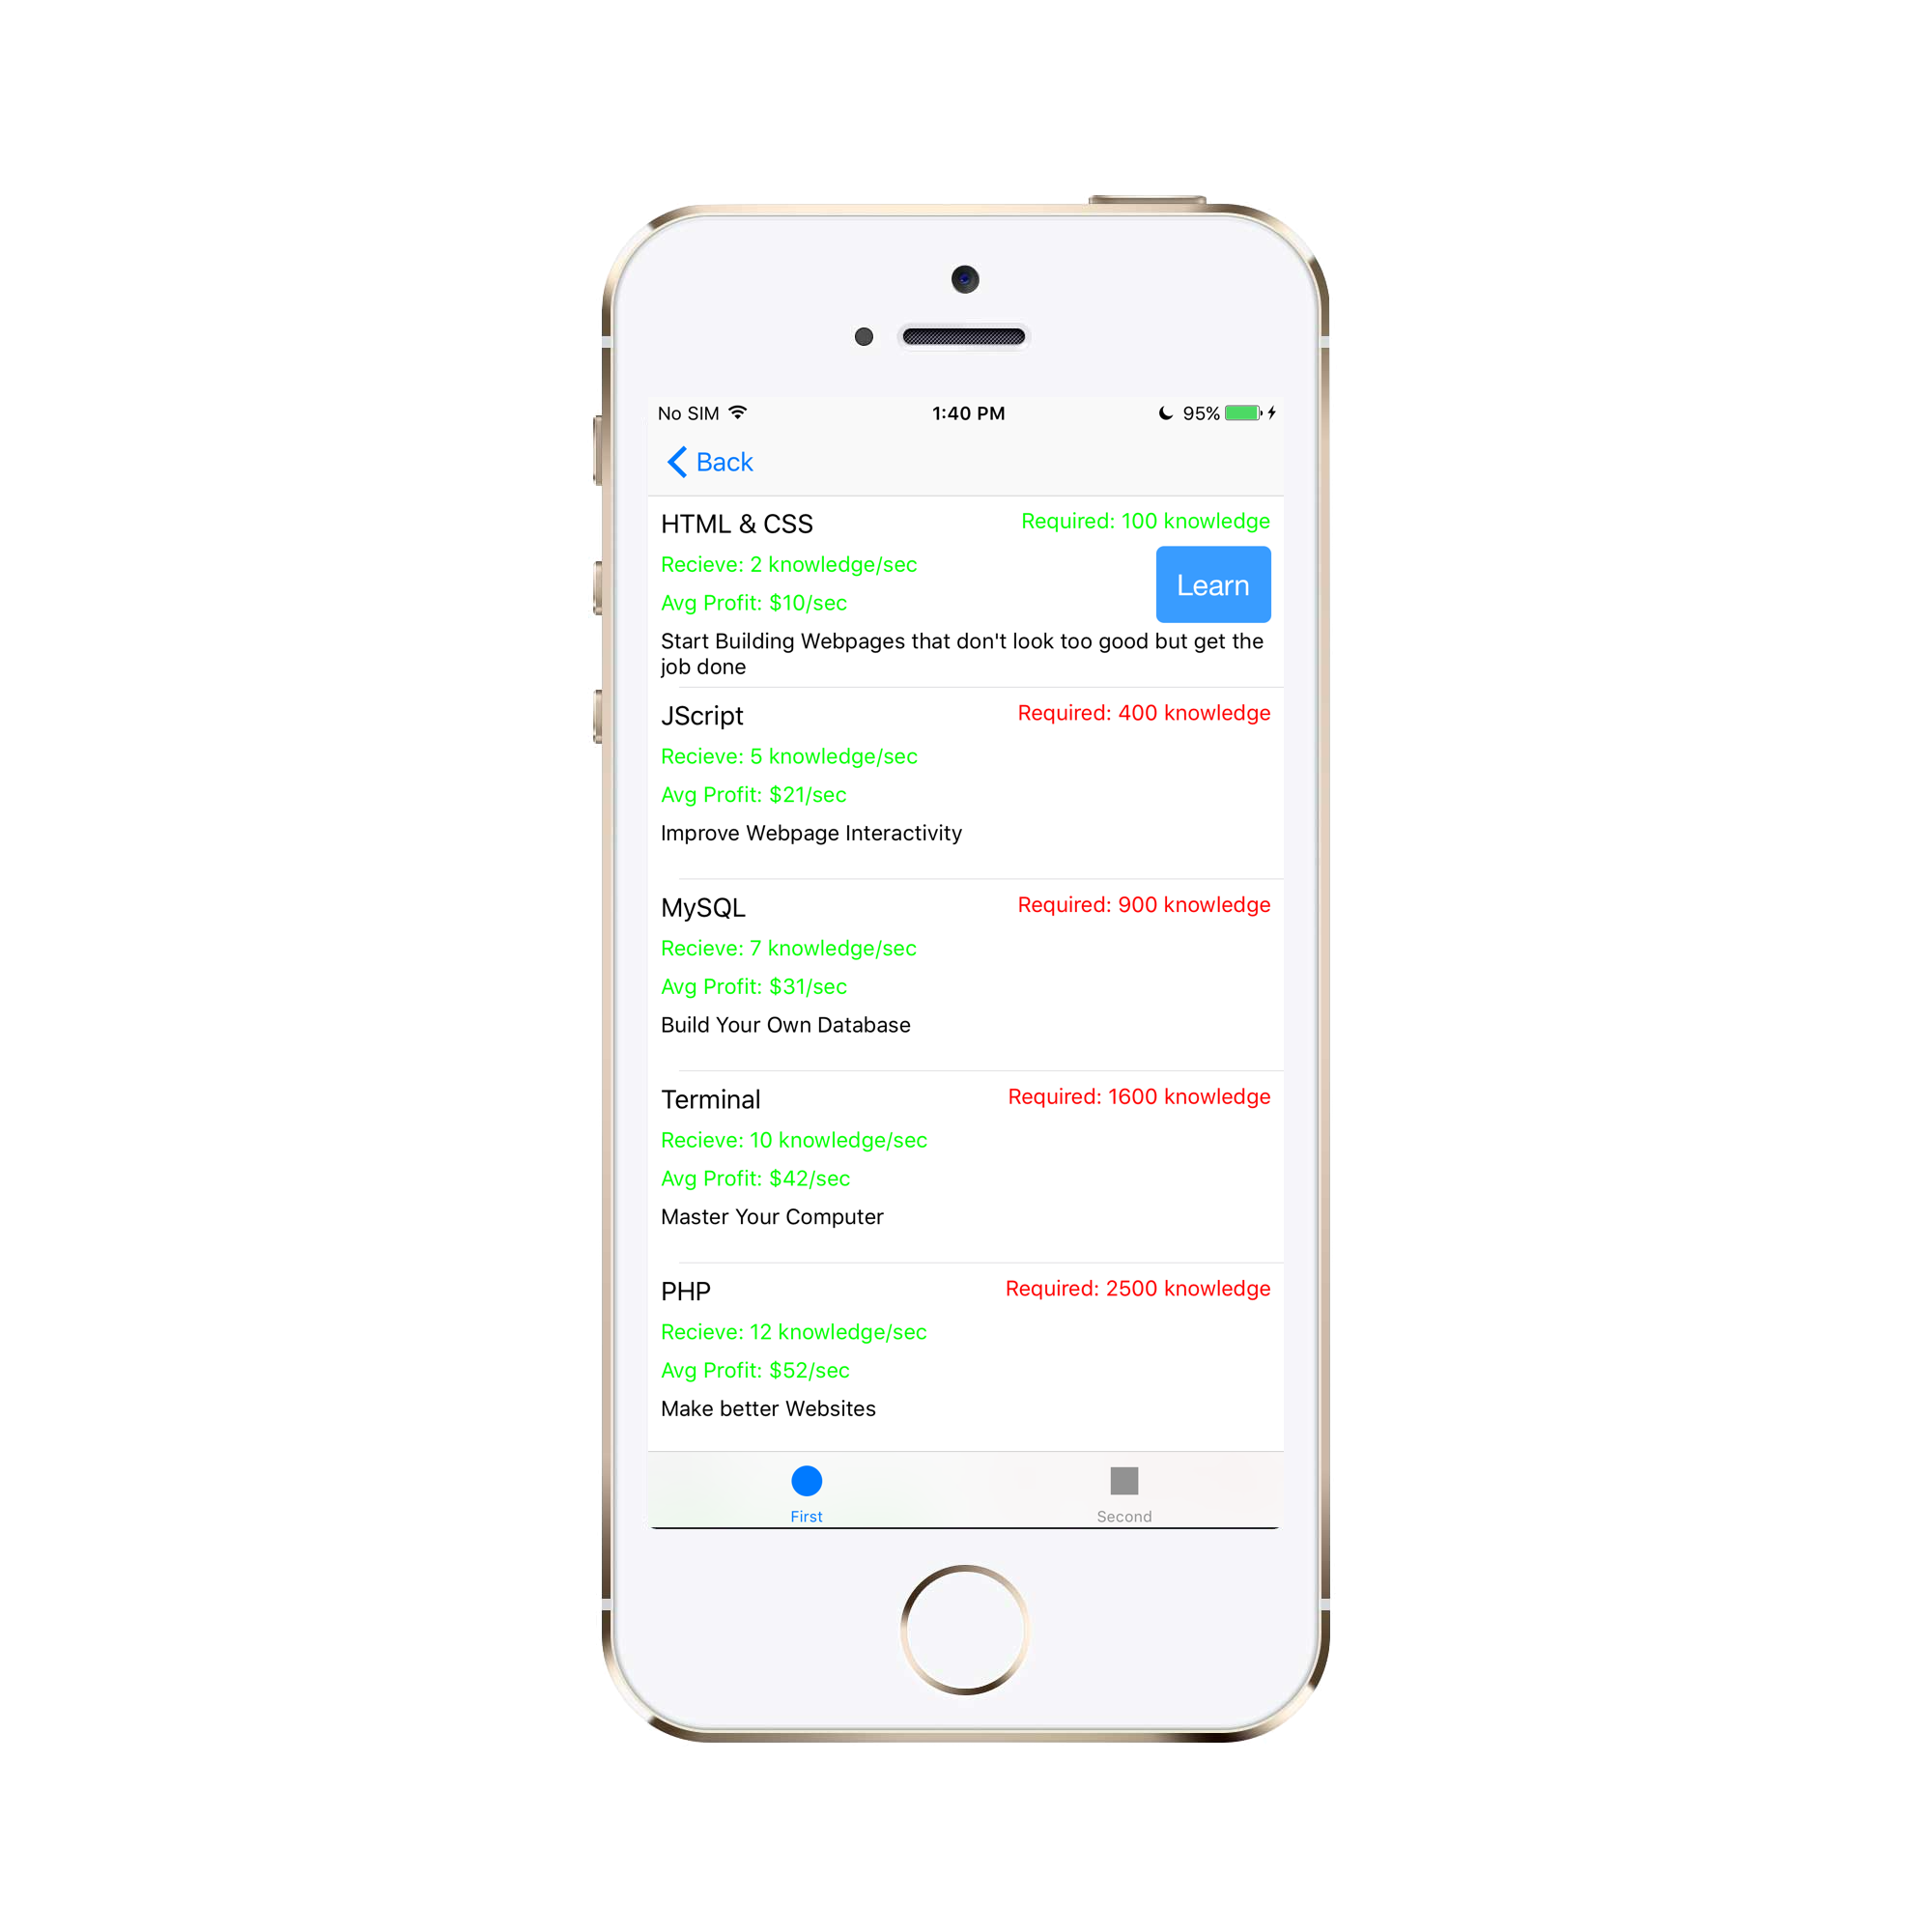 No SIM 1:40 PM 95%
Back
HTML & CSS Required: 100 knowledge
Recieve: 2 knowledge/sec
Learn
Avg Profit: $10/sec
Start Building Webpages that don't look too good but get the
job done
JScript Required: 400 knowledge
Recieve: 5 knowledge/sec
Avg Profit: $21/sec
Improve Webpage Interactivity
MySQL Required: 900 knowledge
Recieve: 7 knowledge/sec
Avg Profit: $31/sec
Build Your Own Database
Terminal Required: 1600 knowledge
Recieve: 10 knowledge/sec
Avg Profit: $42/sec
Master Your Computer
PHP Required: 2500 knowledge
Recieve: 12 knowledge/sec
Avg Profit: $52/sec
Make better Websites
First Second